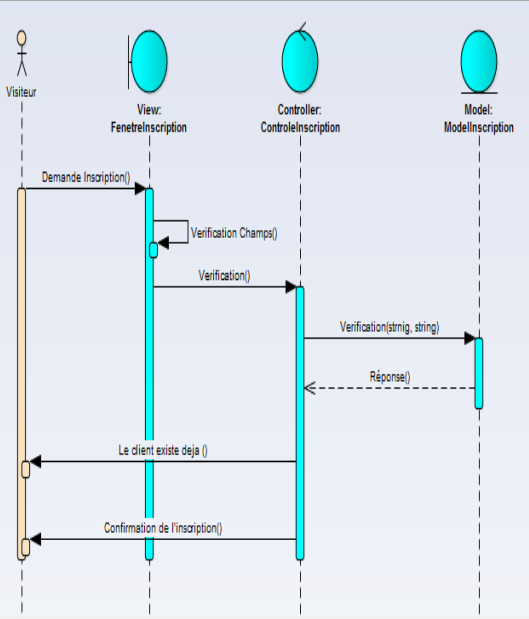 Visiteur
View:
FenetreInscription
Controller:
ControleInscription
Model:
ModelInscription
Demande Inscription()
Verification Champs()
Verification()
Verification(strnig, string)
Réponse()
Le client existe deja ()
Confirmation de l'inscription()